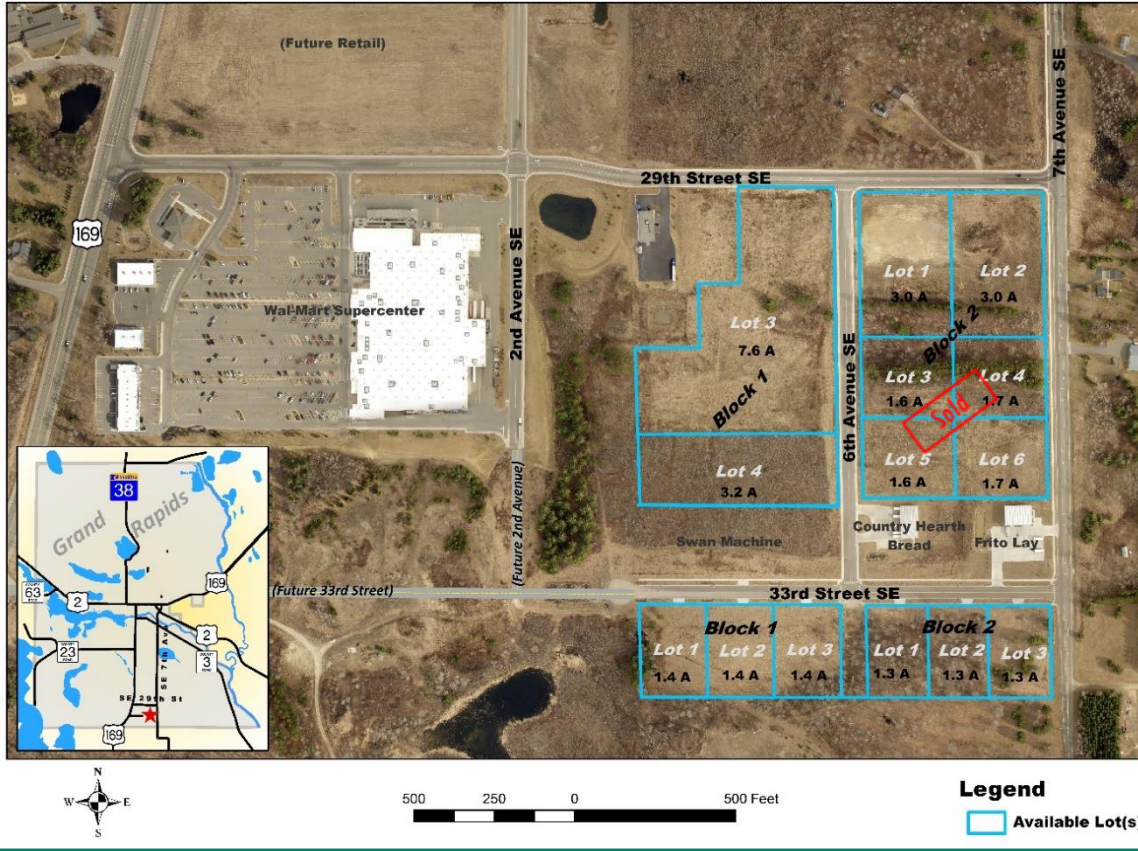 (Future Retail)
7th Avenue SE
29th Street SE
169
2nd Avenue SE
Wal-Mart Supercenter
Lot 3
7.6 A
Block 1
Lot 4
3.2 A
6th Avenue SE
Lot 1
3.0 A
Lot 2
3.0 A
Block 2
Lot 3
1.6 A
Lot 4
1.7 A
Sold
Lot 5
1.6 A
Lot 6
1.7 A
Country Hearth
Bread
Frito Lay
Swan Machine
(Future 2nd Avenue)
(Future 33rd Street)
33rd Street SE
Block 1
Lot 1
1.4 A
Lot 2
1.4 A
Lot 3
1.4 A
Block 2
Lot 1
1.3 A
Lot 2
1.3 A
Lot 3
1.3 A
38
Grand Rapids
169
63
2
2
23
3
SE 7th Av
SE 29th St
169
N
W E
S
500 250 0 500 Feet
Legend
Available Lot(s)